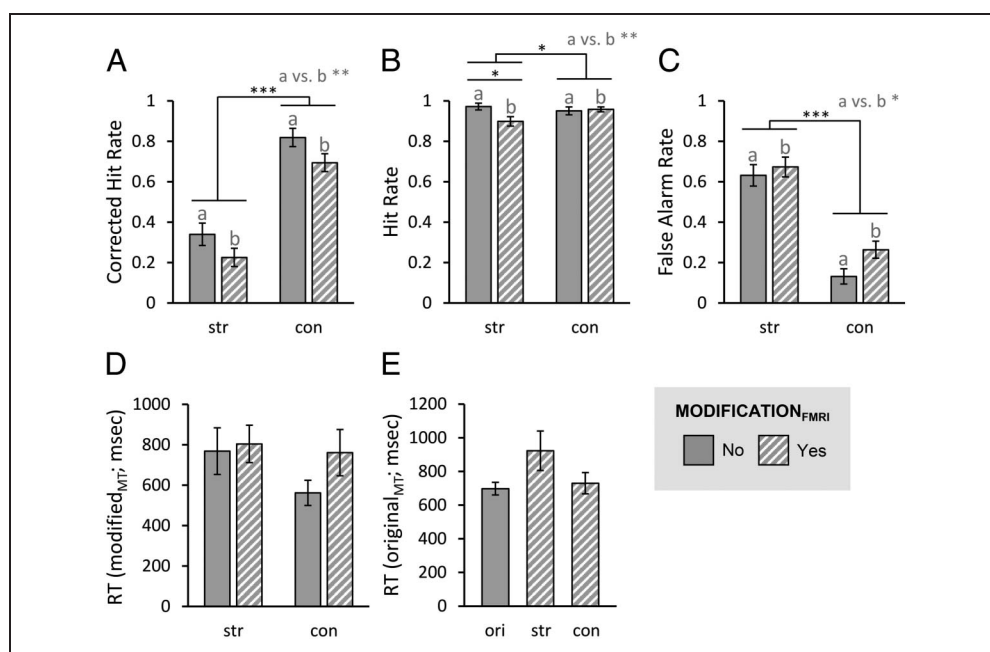 A
a vs. b **
***
Corrected Hit Rate
1
0.8
0.6
0.4
0.2
0
a
b
a
b
str
con
B
a vs. b **
*
*
Hit Rate
1
0.8
0.6
0.4
0.2
0
a
b
a
b
str
con
C
a vs. b *
***
False Alarm Rate
1
0.8
0.6
0.4
0.2
0
a
b
a
b
str
con
D
RT (modified_MT; msec)
1000
800
600
400
200
0
str
con
E
RT (original_MT; msec)
1200
1000
800
600
400
200
0
ori
str
con
MODIFICATION_FMRI
No
Yes